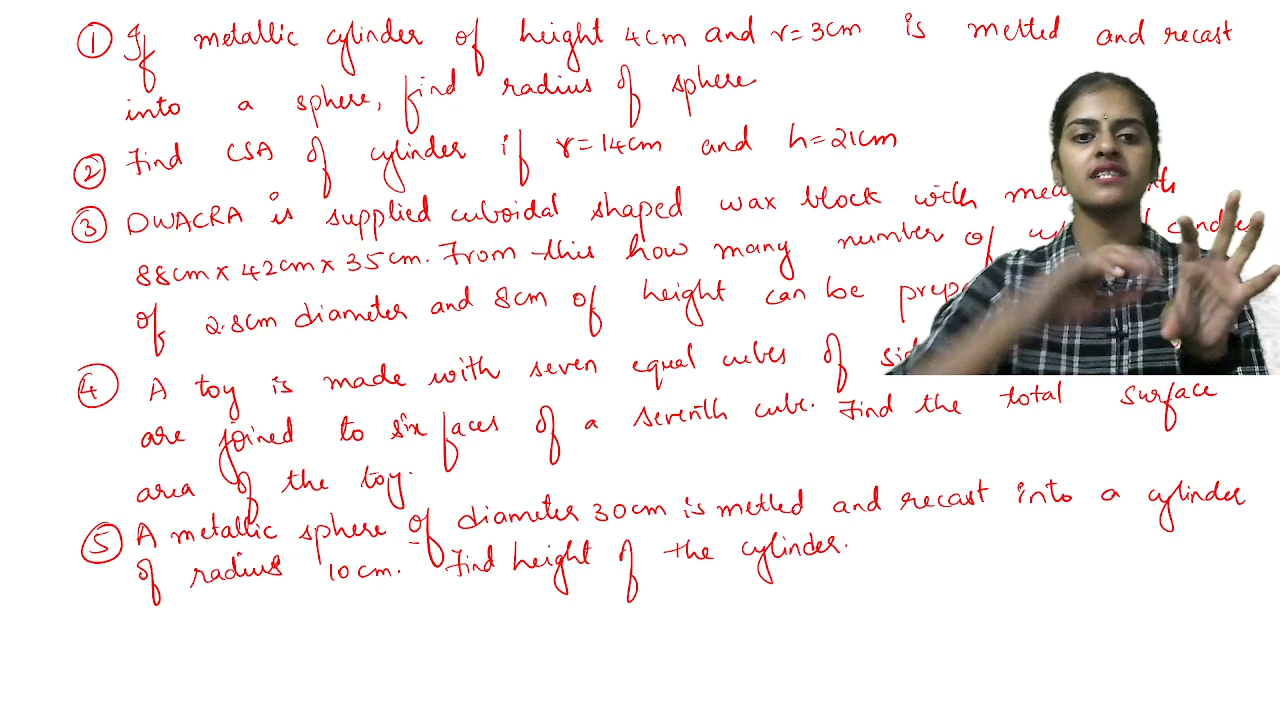 ① If metallic cylinder of height 4cm and r=3cm is melted and recast
into a sphere, find radius of sphere
② Find CSA of cylinder if r=14cm and h=21cm
③ DWACRA is supplied cuboidal shaped wax block with
88cm x 42cm x 35cm. From this how many number of
of 2.8cm diameter and 8cm of height can be
④ A toy is made with seven equal cubes of
are joined to six faces of a seventh cube. Find the total surface
area of the toy.
⑤ A metallic sphere of diameter 30cm is metled and recast into a cylinder
of radius 10cm. Find height of the cylinder.